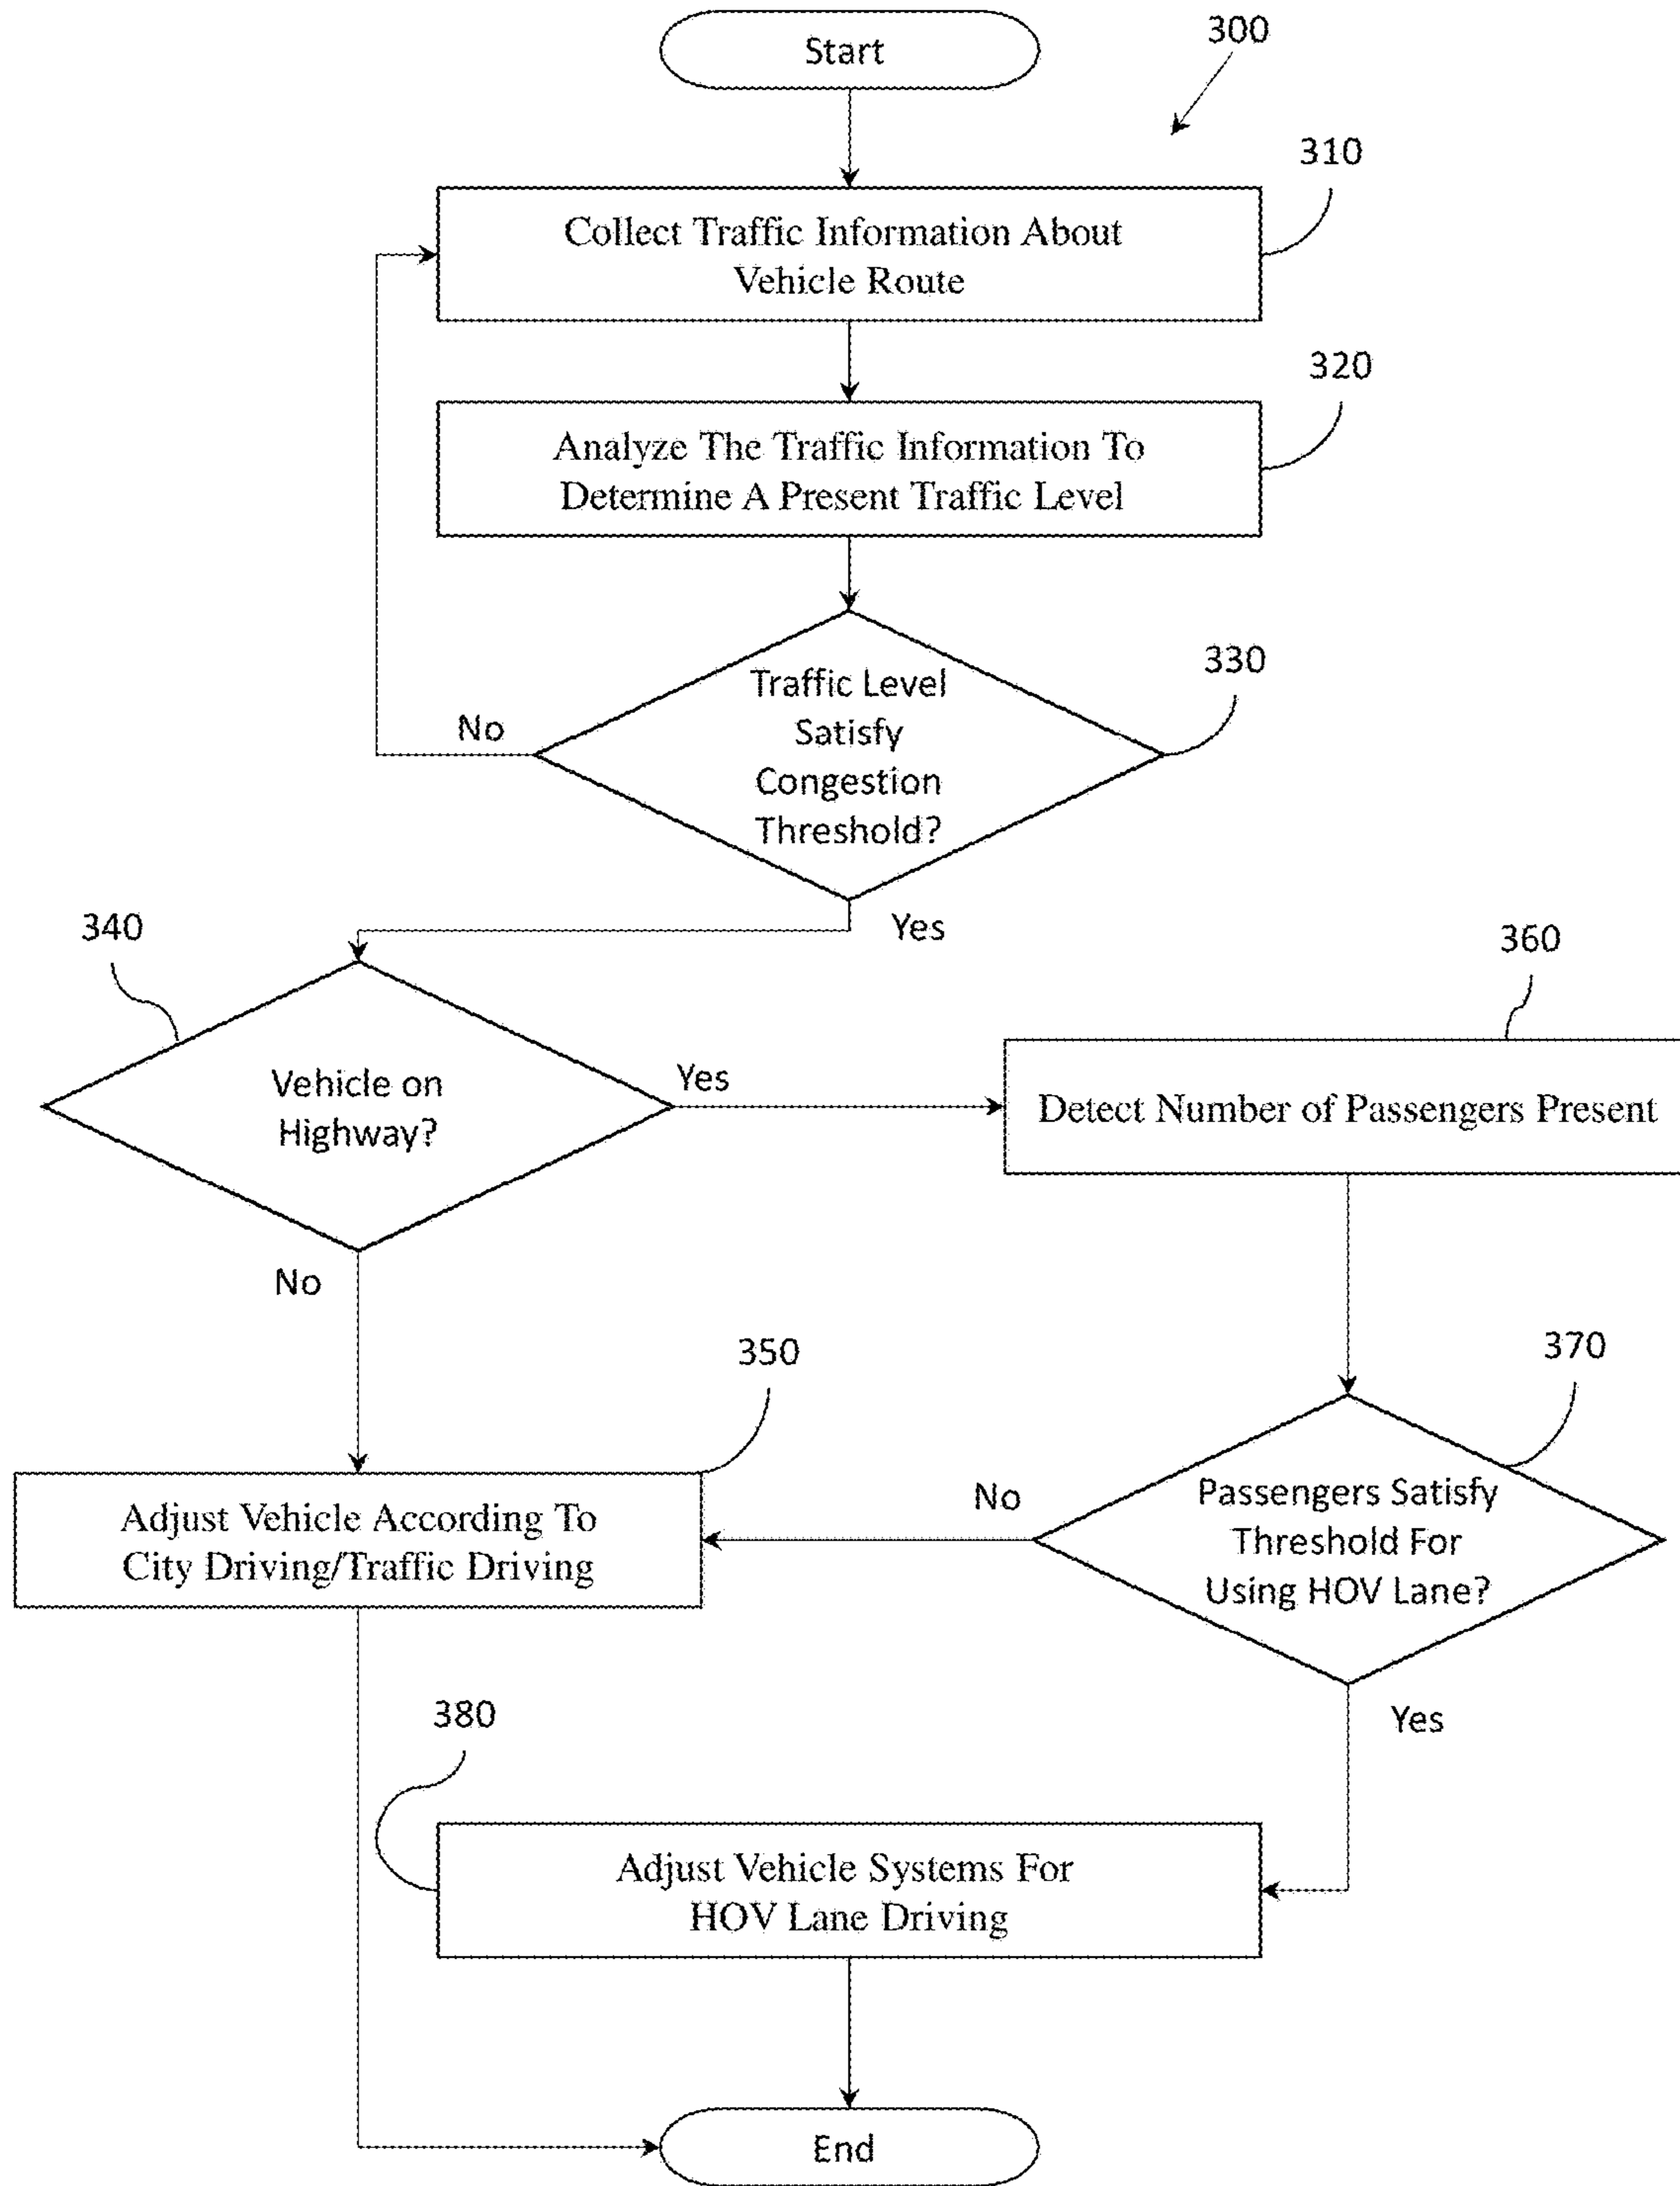 Start
300
310
Collect Traffic Information About
Vehicle Route
320
Analyze The Traffic Information To
Determine A Present Traffic Level
330
Traffic Level
Satisfy
Congestion
Threshold?
No
Yes
340
360
Vehicle on
Highway?
Yes
Detect Number of Passengers Present
No
350
370
Adjust Vehicle According To
City Driving/Traffic Driving
No
Passengers Satisfy
Threshold For
Using HOV Lane?
380
Yes
Adjust Vehicle Systems For
HOV Lane Driving
End